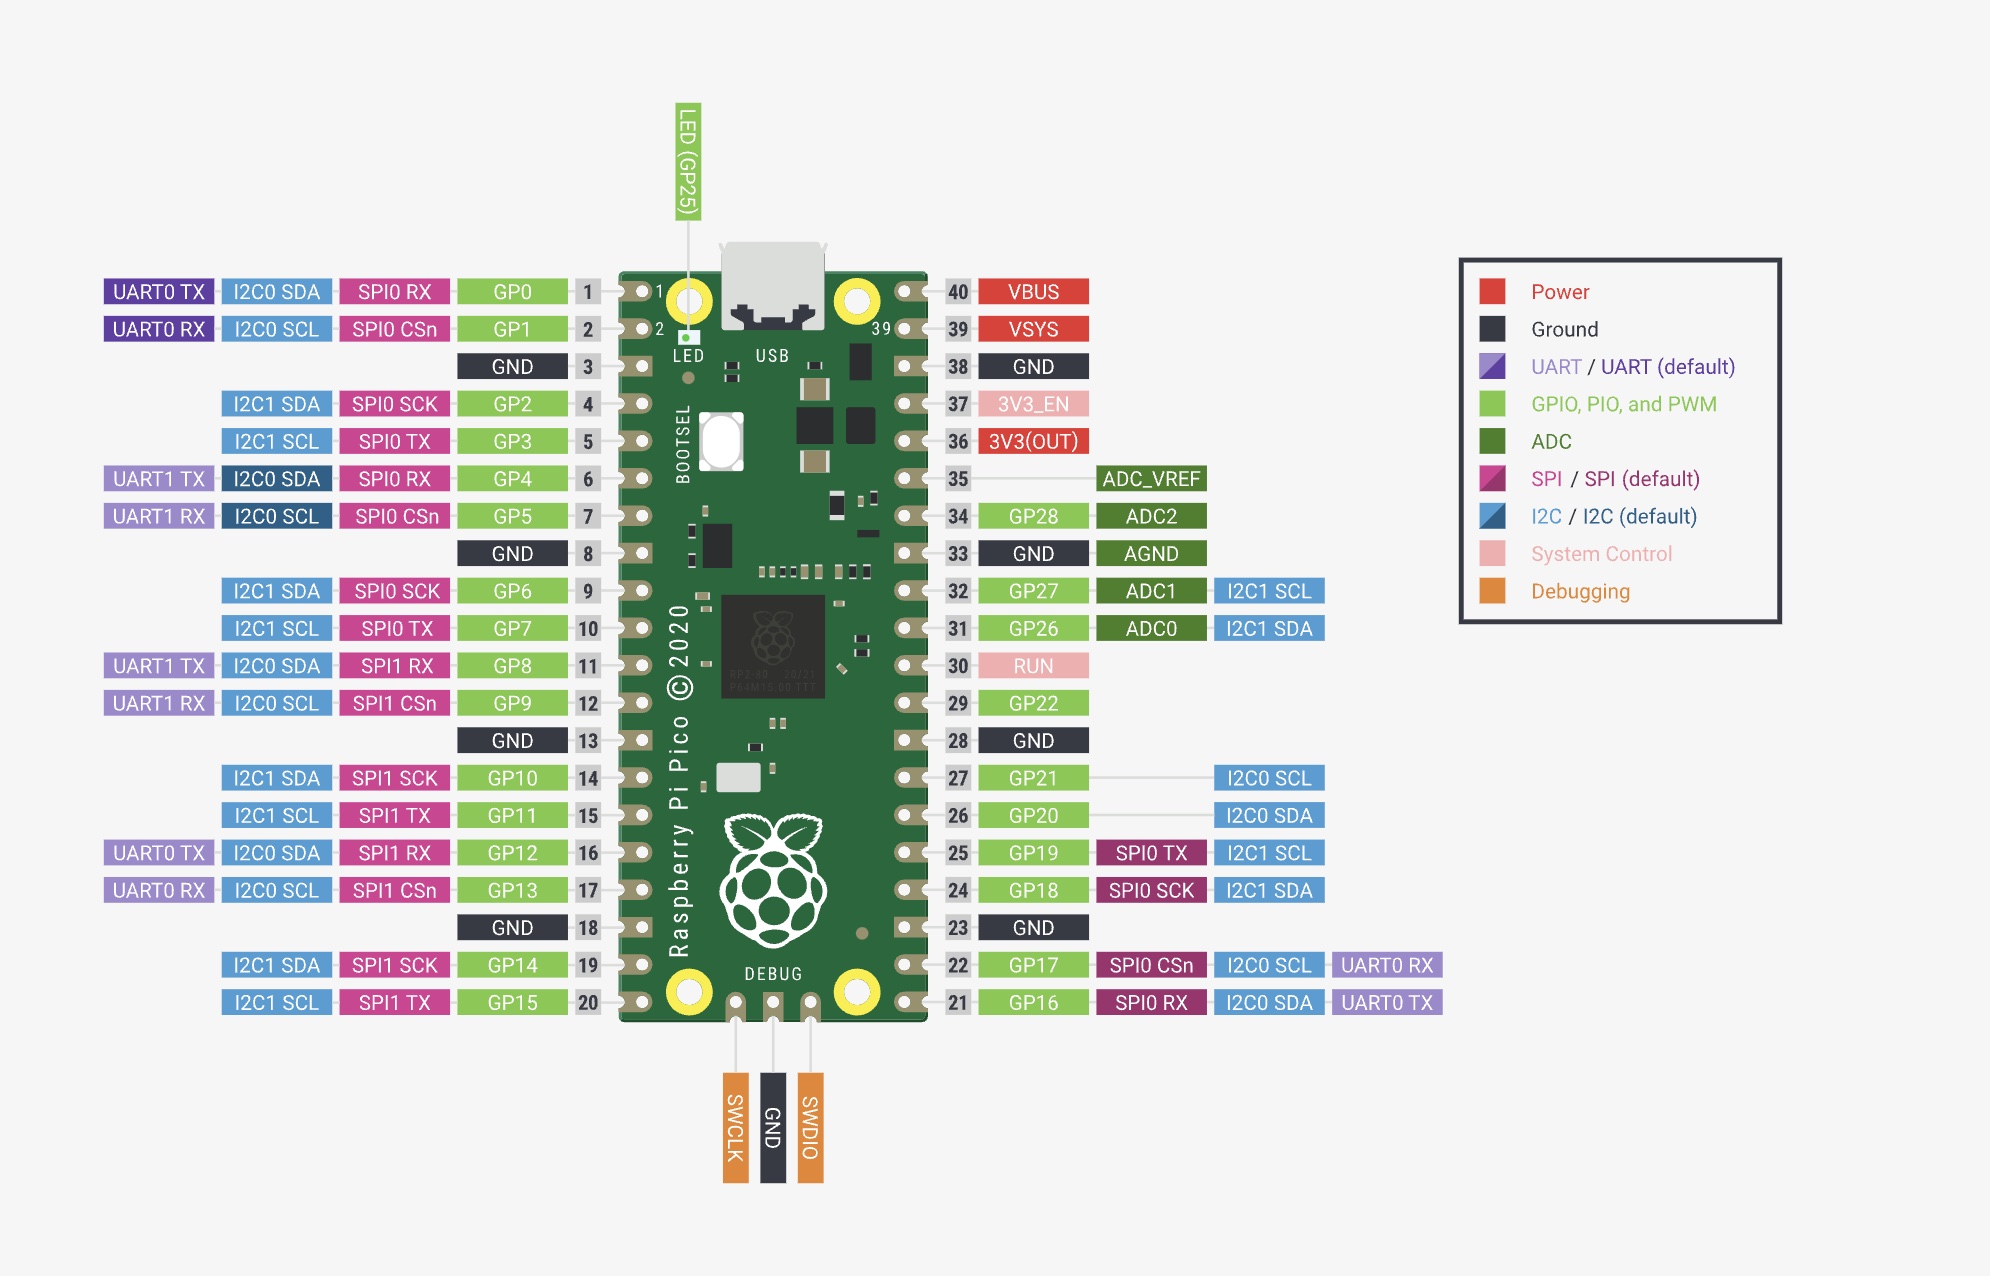 LED (GP25)
UART0 TX I2C0 SDA SPI0 RX GP0 1 1 40 VBUS
UART0 RX I2C0 SCL SPI0 CSn GP1 2 2 39 39 VSYS
LED USB
GND 3 38 GND
I2C1 SDA SPI0 SCK GP2 4 37 3V3_EN
I2C1 SCL SPI0 TX GP3 5 36 3V3(OUT)
BOOTSEL
UART1 TX I2C0 SDA SPI0 RX GP4 6 35 ADC_VREF
UART1 RX I2C0 SCL SPI0 CSn GP5 7 34 GP28 ADC2
GND 8 33 GND AGND
I2C1 SDA SPI0 SCK GP6 9 32 GP27 ADC1 I2C1 SCL
I2C1 SCL SPI0 TX GP7 10 31 GP26 ADC0 I2C1 SDA
UART1 TX I2C0 SDA SPI1 RX GP8 11 30 RUN
UART1 RX I2C0 SCL SPI1 CSn GP9 12 29 GP22
GND 13 28 GND
I2C1 SDA SPI1 SCK GP10 14 27 GP21 I2C0 SCL
I2C1 SCL SPI1 TX GP11 15 26 GP20 I2C0 SDA
UART0 TX I2C0 SDA SPI1 RX GP12 16 25 GP19 SPI0 TX I2C1 SCL
UART0 RX I2C0 SCL SPI1 CSn GP13 17 24 GP18 SPI0 SCK I2C1 SDA
GND 18 23 GND
I2C1 SDA SPI1 SCK GP14 19 22 GP17 SPI0 CSn I2C0 SCL UART0 RX
I2C1 SCL SPI1 TX GP15 20 21 GP16 SPI0 RX I2C0 SDA UART0 TX
Raspberry Pi Pico © 2020
DEBUG
SWCLK
GND
SWDIO
Power
Ground
UART / UART (default)
GPIO, PIO, and PWM
ADC
SPI / SPI (default)
I2C / I2C (default)
System Control
Debugging